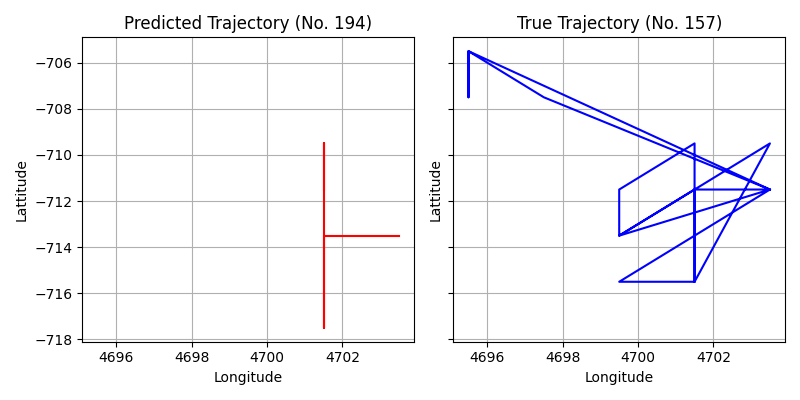 Predicted Trajectory (No. 194)
True Trajectory (No. 157)
−706
−708
−710
−712
−714
−716
−718
Lattitude
Lattitude
4696
4698
4700
4702
4696
4698
4700
4702
Longitude
Longitude